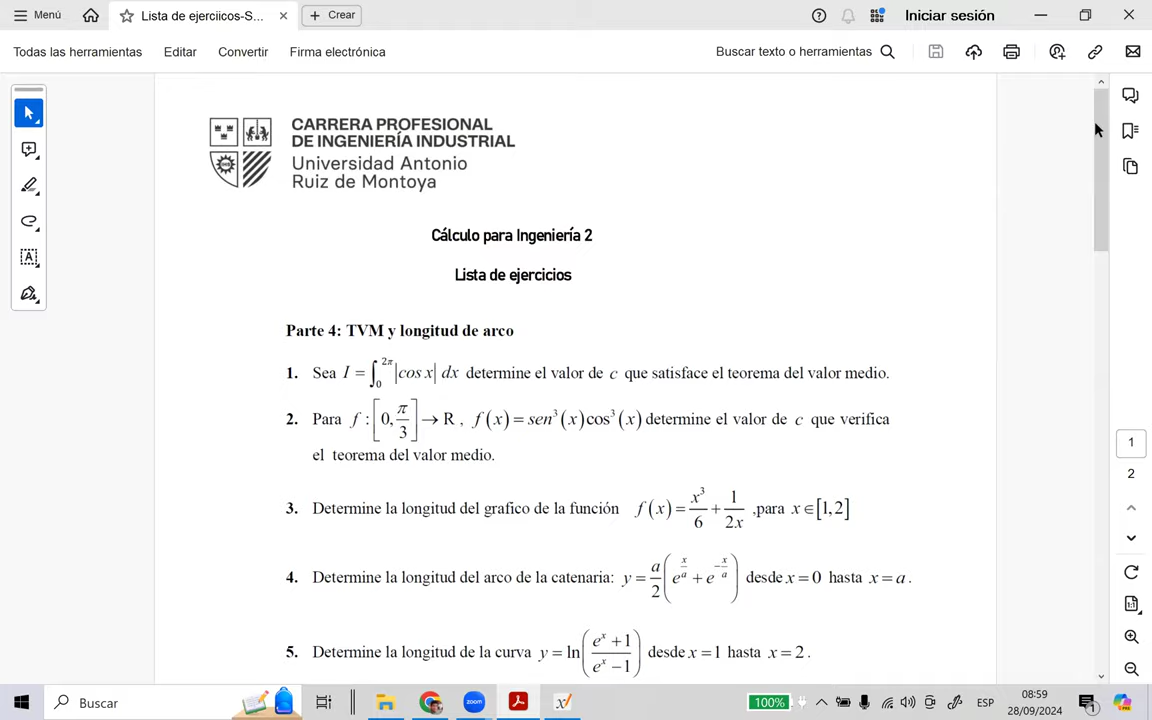 Menú
Lista de ejerciicos-S...
Crear
Iniciar sesión
Todas las herramientas
Editar
Convertir
Firma electrónica
Buscar texto o herramientas
CARRERA PROFESIONAL
DE INGENIERÍA INDUSTRIAL
Universidad Antonio
Ruiz de Montoya
Cálculo para Ingeniería 2
Lista de ejercicios
Parte 4: TVM y longitud de arco
1. Sea I = ∫₀^{2π} |cos x| dx determine el valor de c que satisface el teorema del valor medio.
2. Para f : [0, π/3] → R , f(x) = sen³(x)cos³(x) determine el valor de c que verifica
el teorema del valor medio.
3. Determine la longitud del grafico de la función f(x) = x³/6 + 1/2x ,para x ∈ [1,2]
4. Determine la longitud del arco de la catenaria: y = a/2 (e^{x/a} + e^{-x/a}) desde x = 0 hasta x = a .
5. Determine la longitud de la curva y = ln((eˣ + 1)/(eˣ − 1)) desde x = 1 hasta x = 2 .
1
2
Buscar
zoom
100%
ESP
08:59
28/09/2024
1